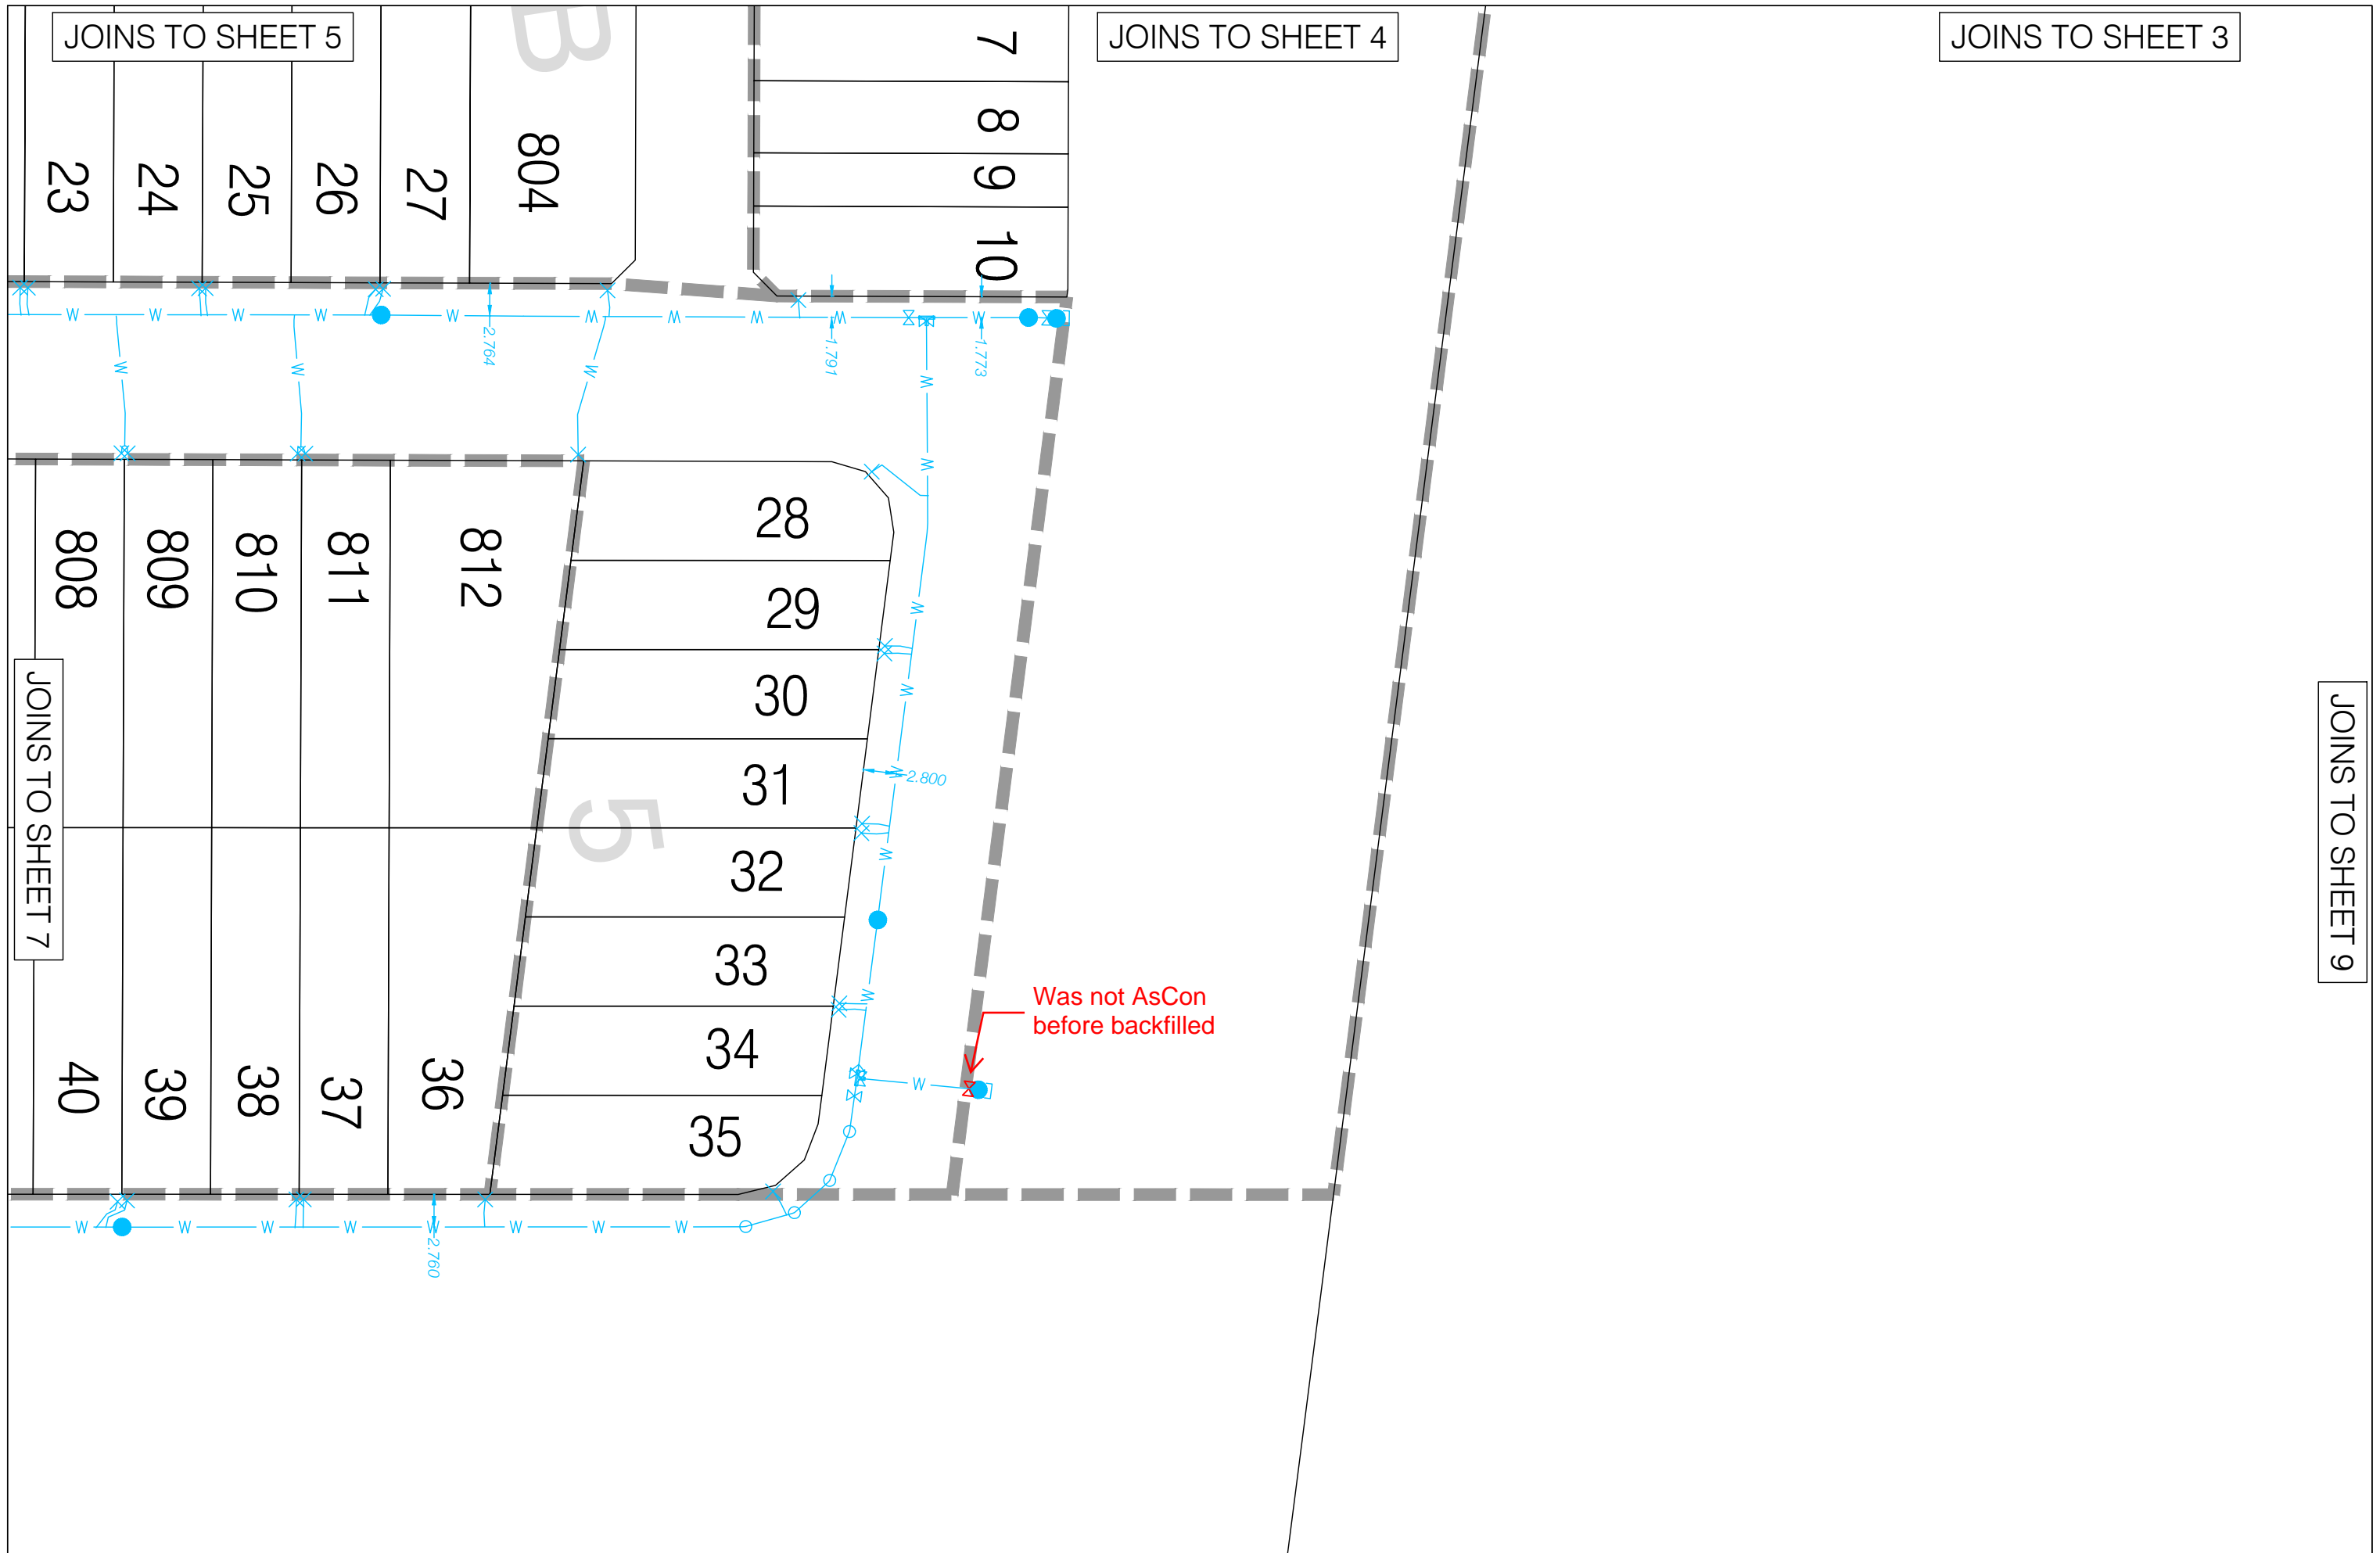 JOINS TO SHEET 5
JOINS TO SHEET 4
JOINS TO SHEET 3
B
7
8
9
10
23
24
25
26
27
804
W W W W W W W W W W
2.764
1.791
1.773
W
W
W
W
W
808
809
810
811
812
28
29
30
31
32
33
34
35
W
W
W
2.800
W
W
5
JOINS TO SHEET 7
JOINS TO SHEET 9
Was not AsCon
before backfilled
W
40
39
38
37
36
W W W W W W W W
2.760